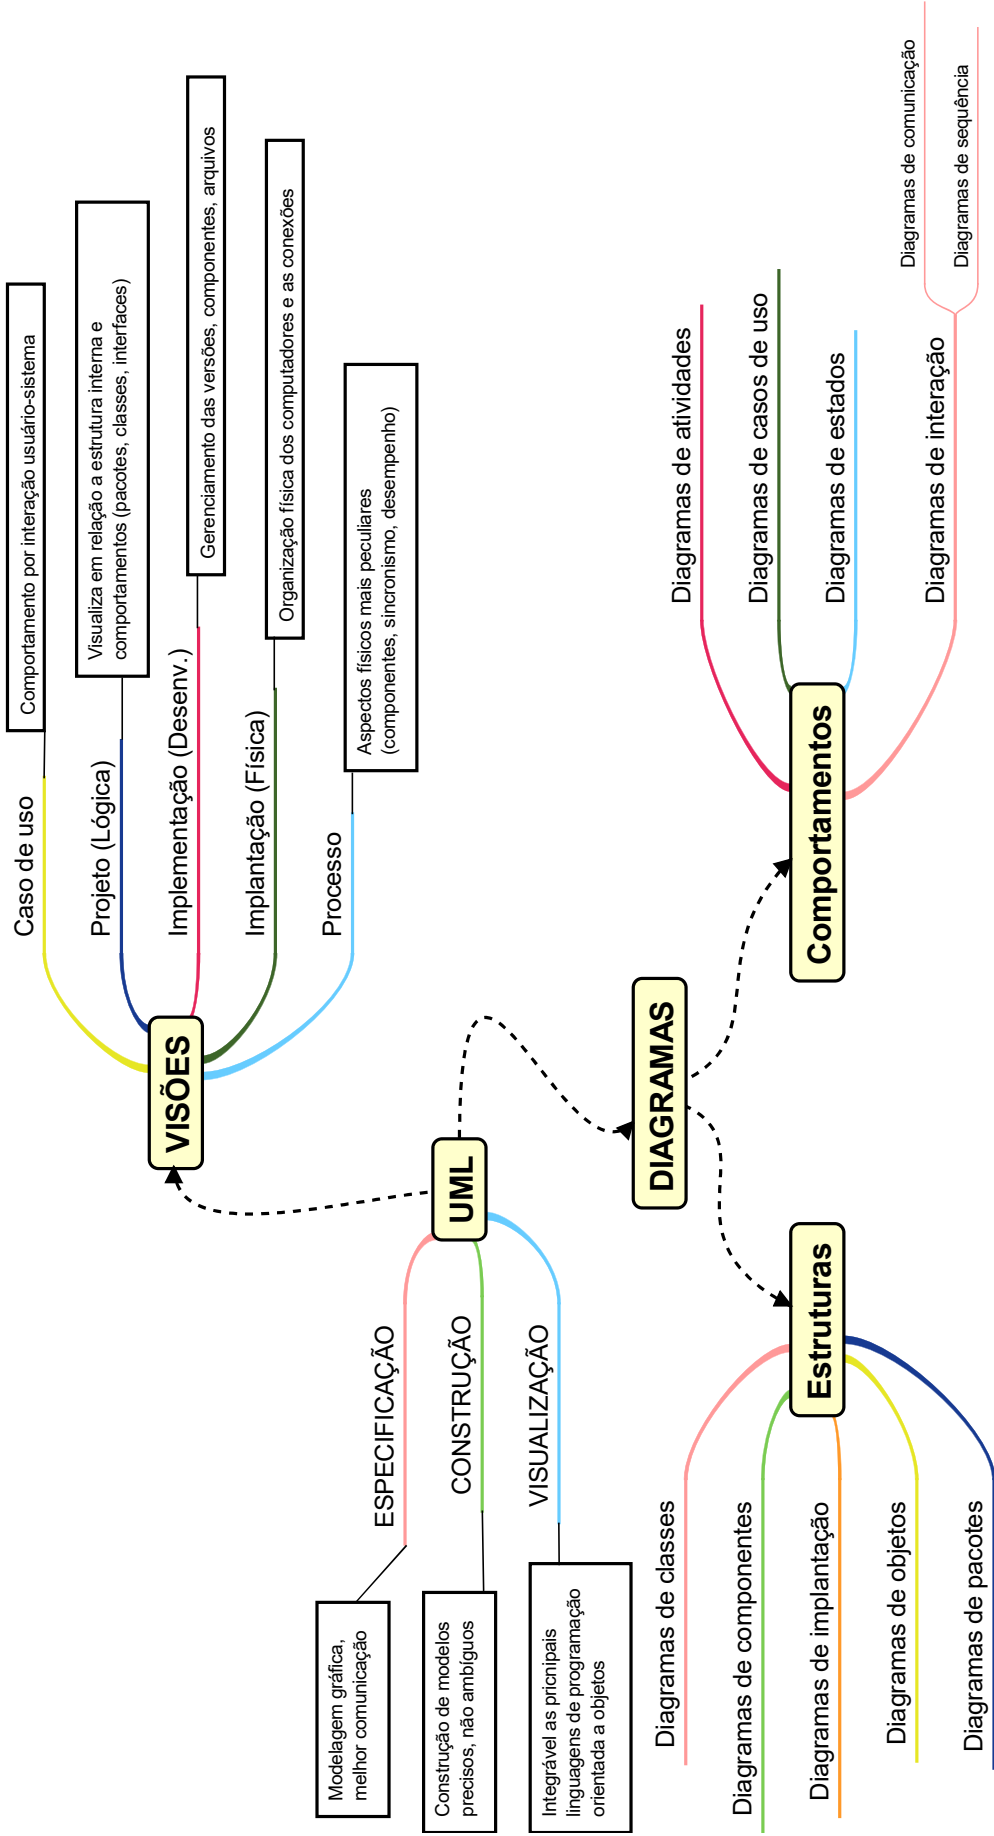 UML
ESPECIFICAÇÃO
Modelagem gráfica,
melhor comunicação
CONSTRUÇÃO
Construção de modelos
precisos, não ambíguos
VISUALIZAÇÃO
Integrável as pricnipais
linguagens de programação
orientada a objetos
VISÕES
Caso de uso
Comportamento por interação usuário-sistema
Projeto (Lógica)
Visualiza em relação a estrutura interna e
comportamentos (pacotes, classes, interfaces)
Implementação (Desenv.)
Gerenciamento das versões, componentes, arquivos
Implantação (Física)
Organização física dos computadores e as conexões
Processo
Aspectos físicos mais peculiares
(componentes, sincronismo, desempenho)
DIAGRAMAS
Estruturas
Diagramas de classes
Diagramas de componentes
Diagramas de implantação
Diagramas de objetos
Diagramas de pacotes
Comportamentos
Diagramas de atividades
Diagramas de casos de uso
Diagramas de estados
Diagramas de interação
Diagramas de comunicação
Diagramas de sequência